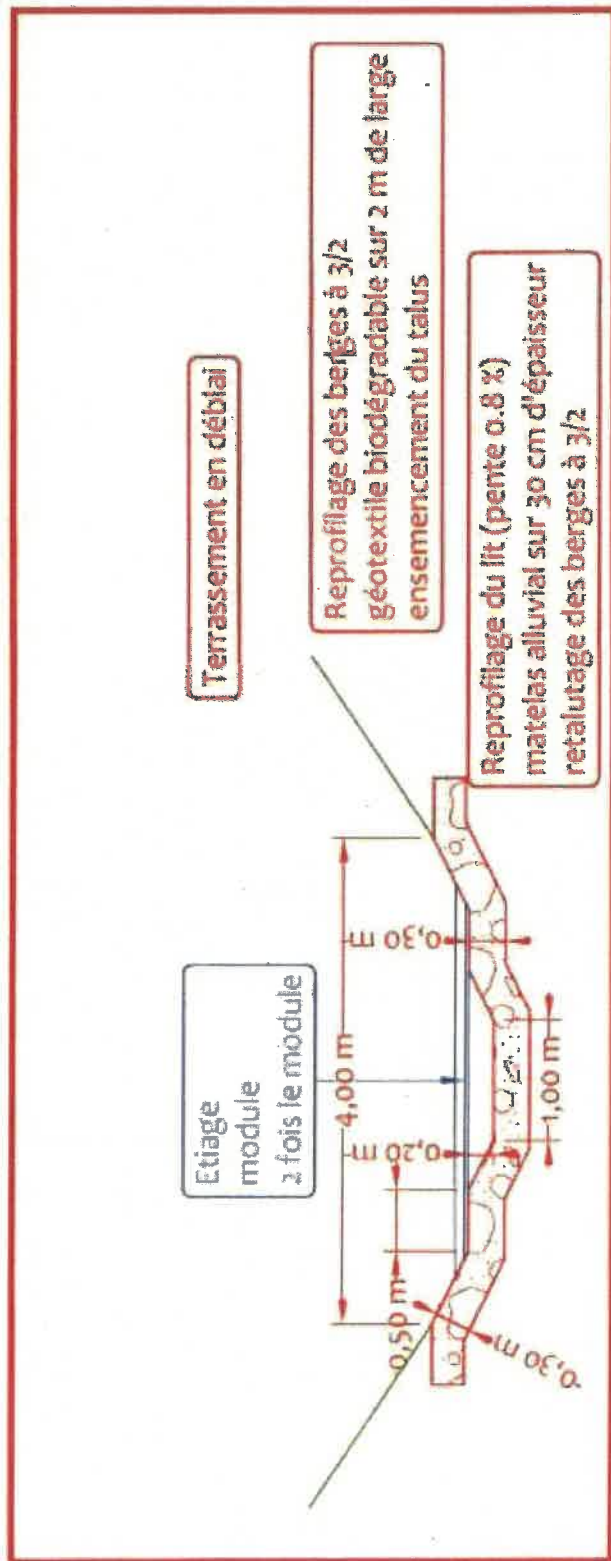 Terrassement en déblai
Reprofilage des berges à 3/2
géotextile biodégradable sur 2 m de large
ensemencement du talus
Reprofilage du lit (pente 0.8 %)
matelas alluvial sur 30 cm d'épaisseur
retalutage des berges à 3/2
Etiage
module
2 fois le module
4,00 m
0,50 m
0,20 m
0,30 m
0,30 m
1,00 m